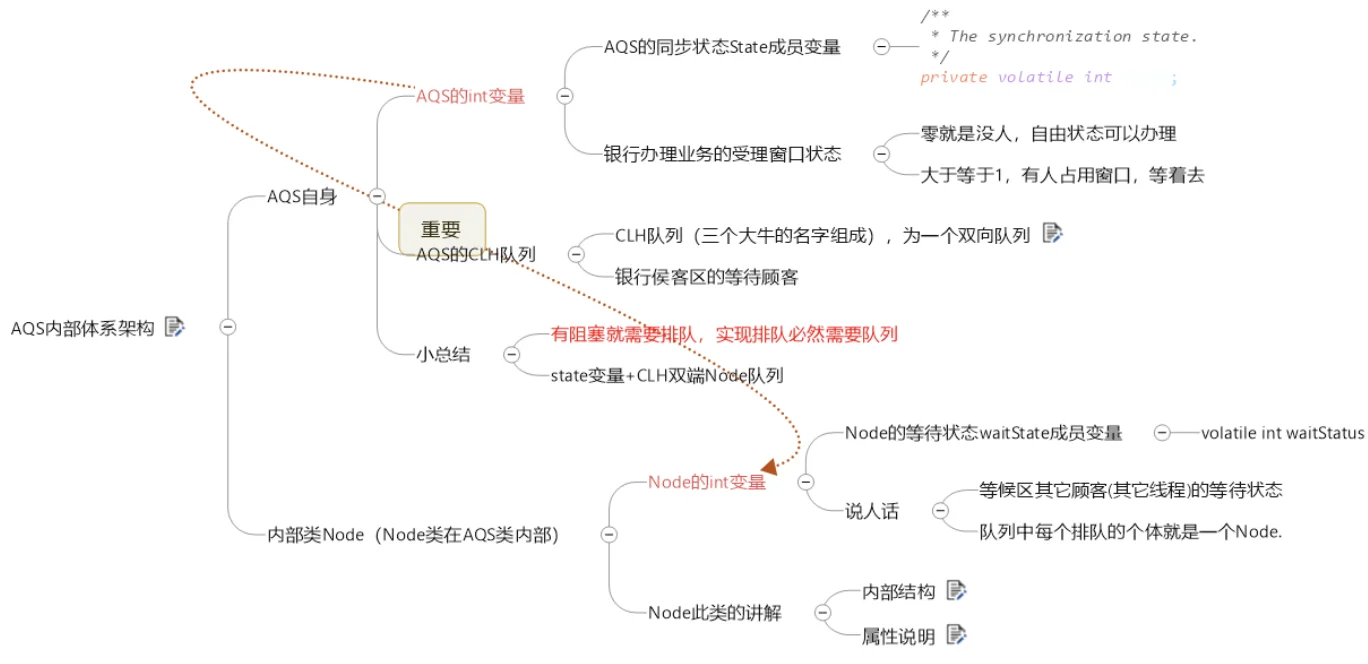 /**
* The synchronization state.
*/
private volatile int ;
AQS的同步状态State成员变量
AQS的int变量
银行办理业务的受理窗口状态
零就是没人，自由状态可以办理
大于等于1，有人占用窗口，等着去
AQS自身
重要
AQS的CLH队列
CLH队列（三个大牛的名字组成），为一个双向队列
银行侯客区的等待顾客
AQS内部体系架构
小总结
有阻塞就需要排队，实现排队必然需要队列
state变量+CLH双端Node队列
Node的等待状态waitState成员变量
volatile int waitStatus
Node的int变量
说人话
等候区其它顾客(其它线程)的等待状态
队列中每个排队的个体就是一个Node.
内部类Node（Node类在AQS类内部）
Node此类的讲解
内部结构
属性说明